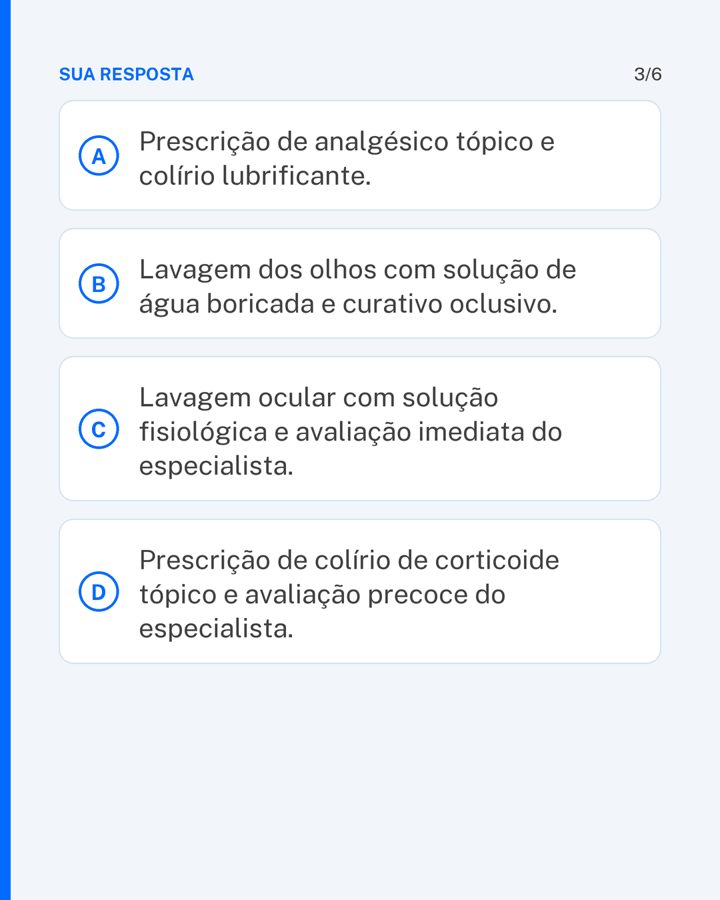 SUA RESPOSTA
3/6
A
Prescrição de analgésico tópico e
colírio lubrificante.
B
Lavagem dos olhos com solução de
água boricada e curativo oclusivo.
C
Lavagem ocular com solução
fisiológica e avaliação imediata do
especialista.
D
Prescrição de colírio de corticoide
tópico e avaliação precoce do
especialista.